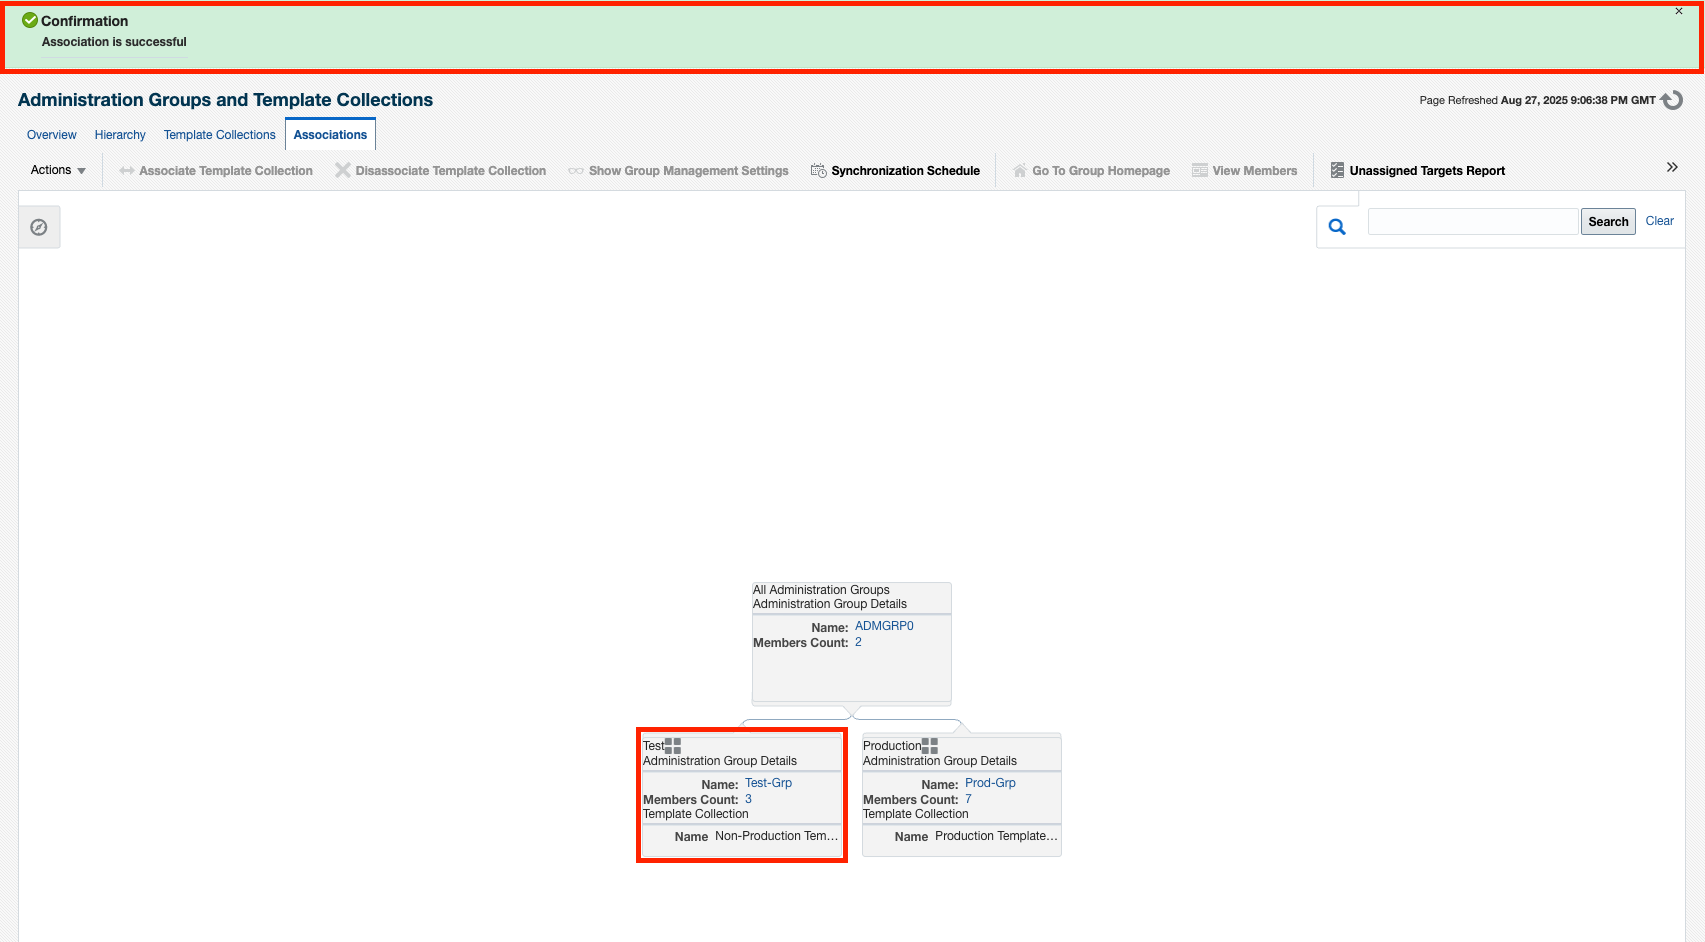 Confirmation
Association is successful
×
Administration Groups and Template Collections
Page Refreshed Aug 27, 2025 9:06:38 PM GMT
Overview Hierarchy Template Collections Associations
Actions Associate Template Collection Disassociate Template Collection Show Group Management Settings Synchronization Schedule Go To Group Homepage View Members Unassigned Targets Report »
Search Clear
All Administration Groups
Administration Group Details
Name: ADMGRP0
Members Count: 2
Test
Administration Group Details
Name: Test-Grp
Members Count: 3
Template Collection
Name Non-Production Tem...
Production
Administration Group Details
Name: Prod-Grp
Members Count: 7
Template Collection
Name Production Template...